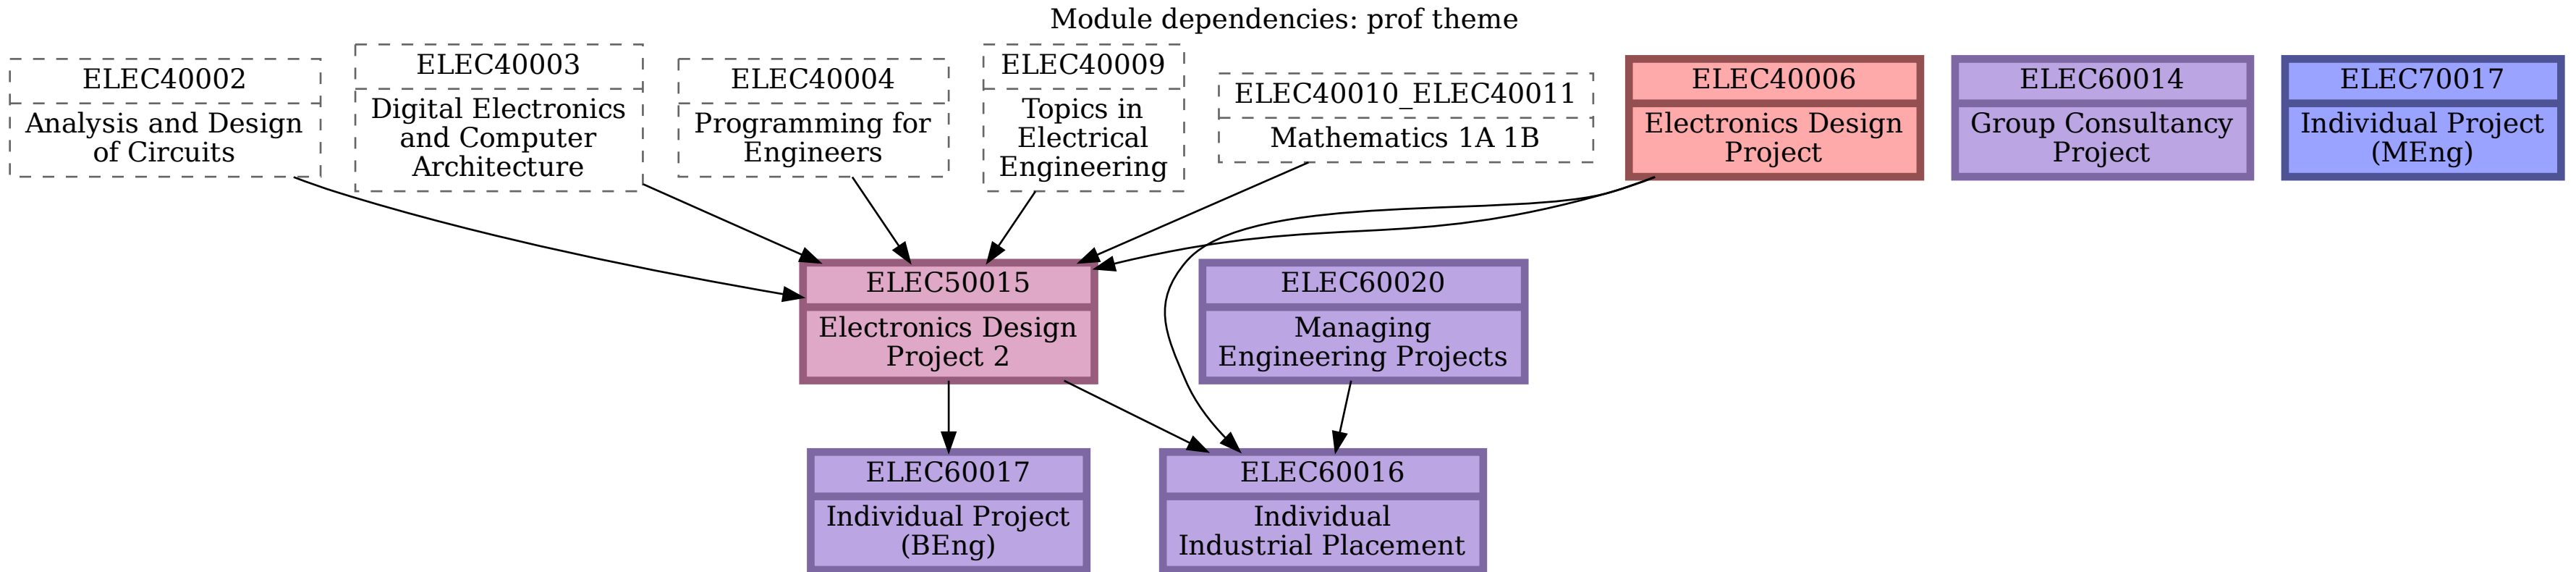 Module dependencies: prof theme
ELEC40002
Analysis and Design
of Circuits
ELEC40003
Digital Electronics
and Computer
Architecture
ELEC40004
Programming for
Engineers
ELEC40009
Topics in
Electrical
Engineering
ELEC40010_ELEC40011
Mathematics 1A 1B
ELEC40006
Electronics Design
Project
ELEC60014
Group Consultancy
Project
ELEC70017
Individual Project
(MEng)
ELEC50015
Electronics Design
Project 2
ELEC60020
Managing
Engineering Projects
ELEC60017
Individual Project
(BEng)
ELEC60016
Individual
Industrial Placement